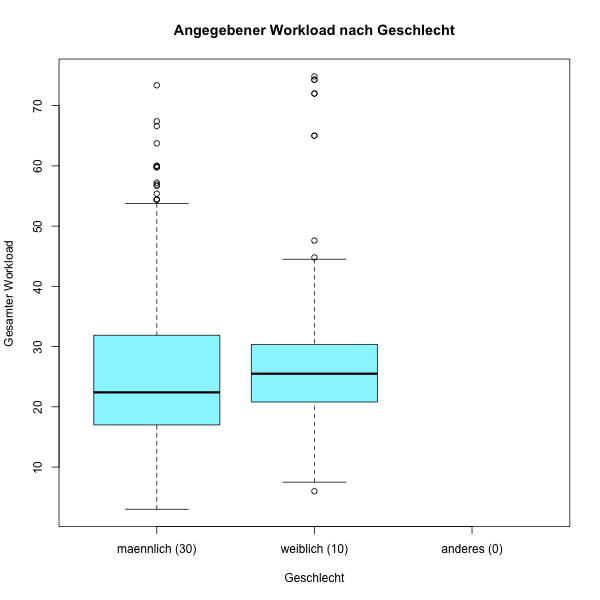 Angegebener Workload nach Geschlecht
Gesamter Workload
70
60
50
40
30
20
10
maennlich (30)
weiblich (10)
anderes (0)
Geschlecht